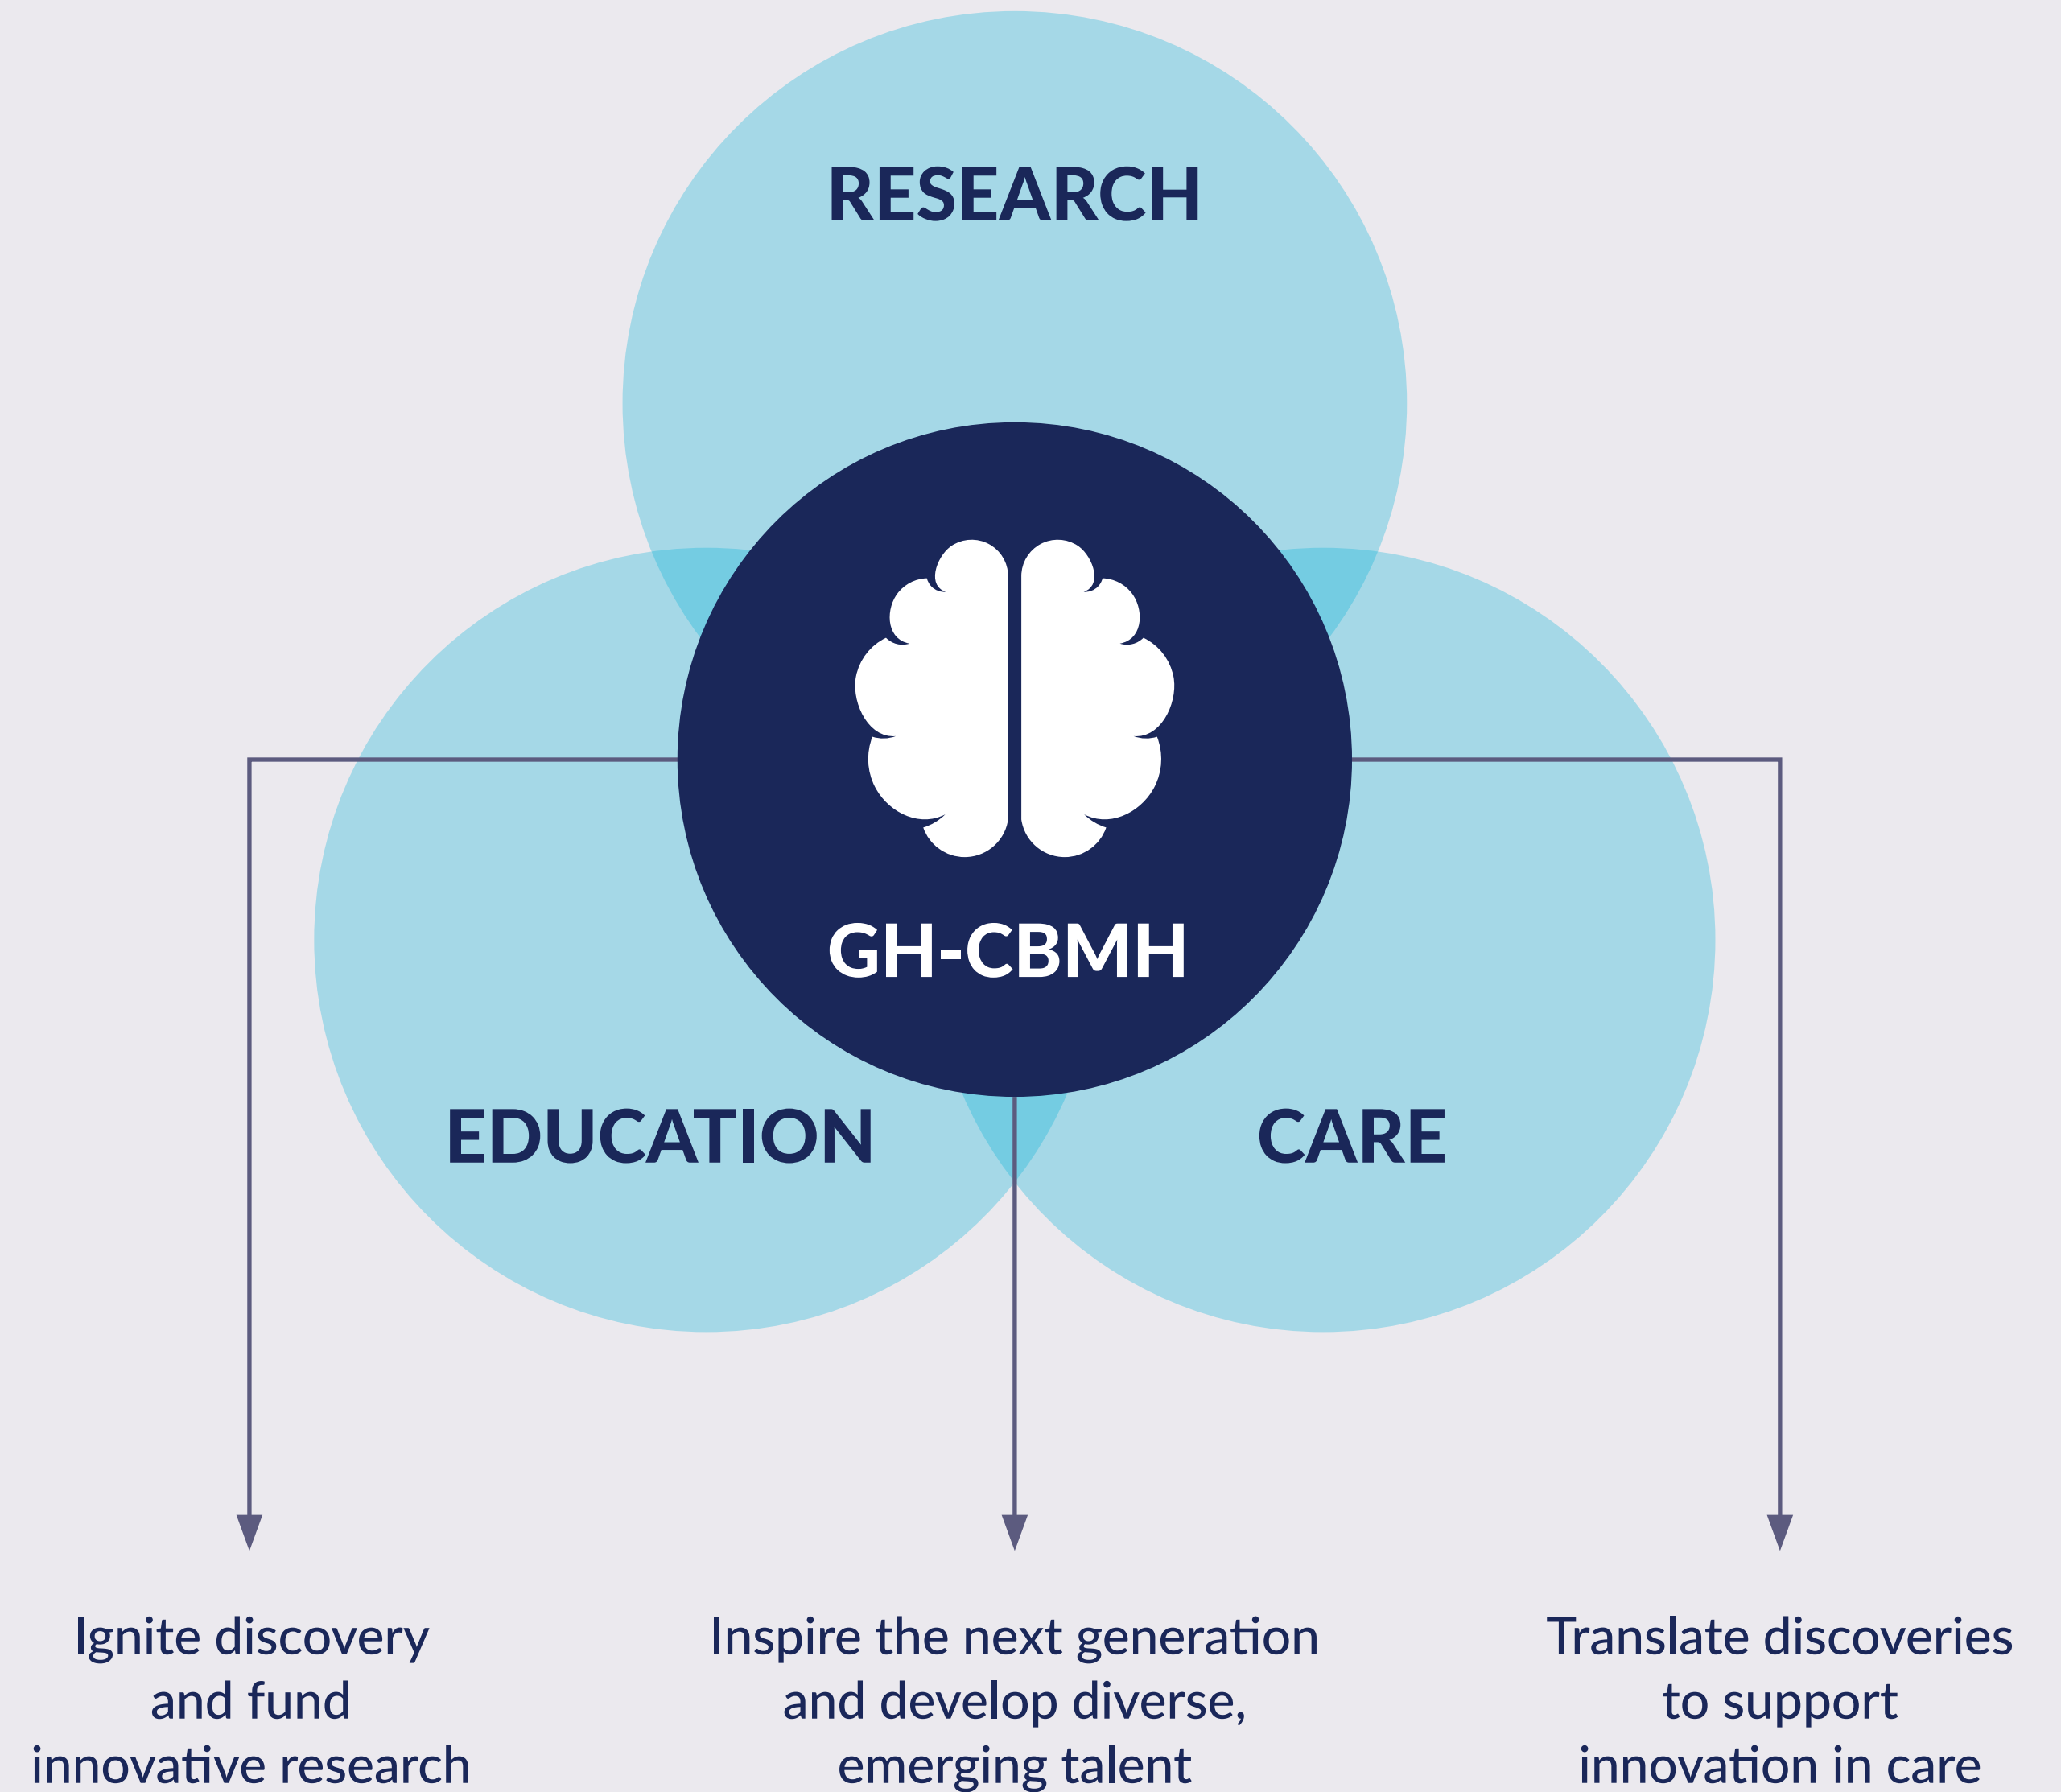 RESEARCH
GH-CBMH
EDUCATION
CARE
Ignite discovery
and fund
innovative research
Inspire the next generation
and develop diverse,
emerging talent
Translate discoveries
to support
innovation in care